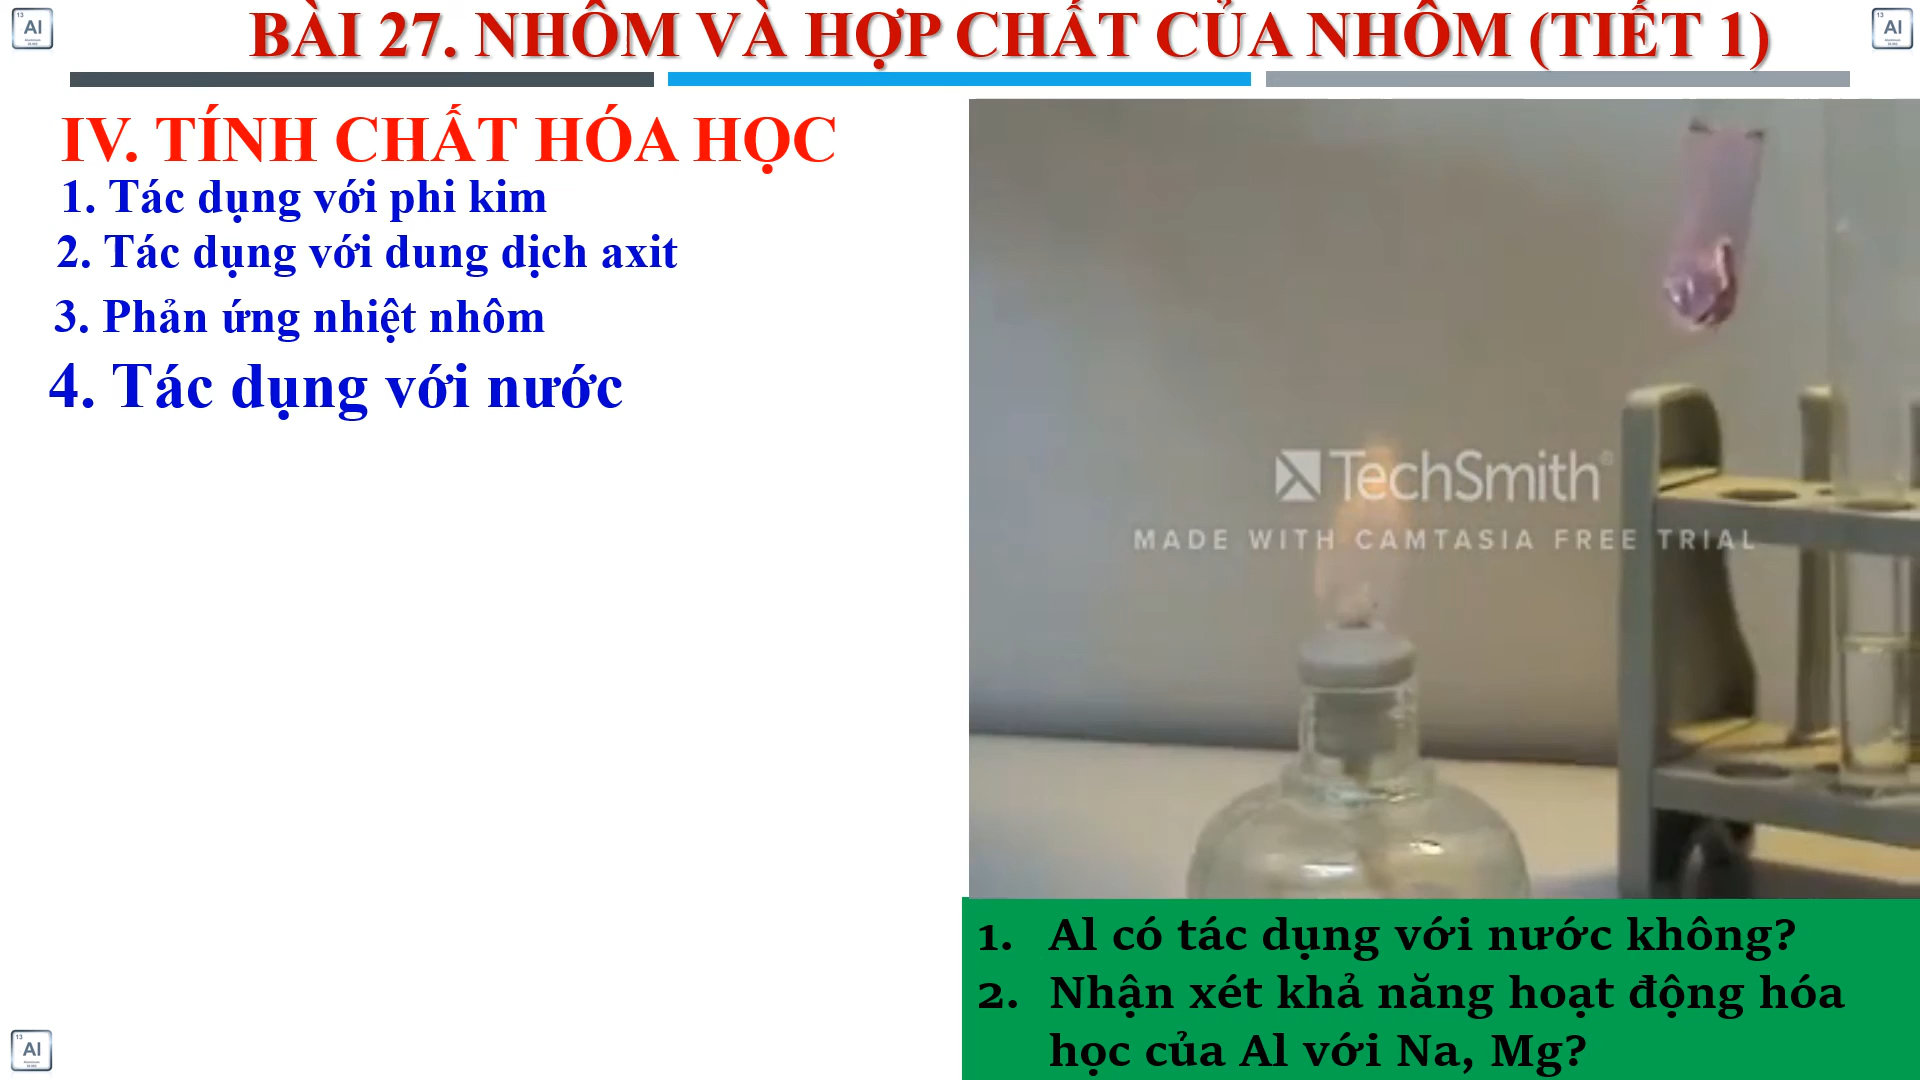 BÀI 27. NHÔM VÀ HỢP CHẤT CỦA NHÔM (TIẾT 1)
13
Al
13
Al
IV. TÍNH CHẤT HÓA HỌC
1. Tác dụng với phi kim
2. Tác dụng với dung dịch axit
3. Phản ứng nhiệt nhôm
4. Tác dụng với nước
TechSmith®
MADE WITH CAMTASIA FREE TRIAL
1. Al có tác dụng với nước không?
2. Nhận xét khả năng hoạt động hóa
học của Al với Na, Mg?
13
Al